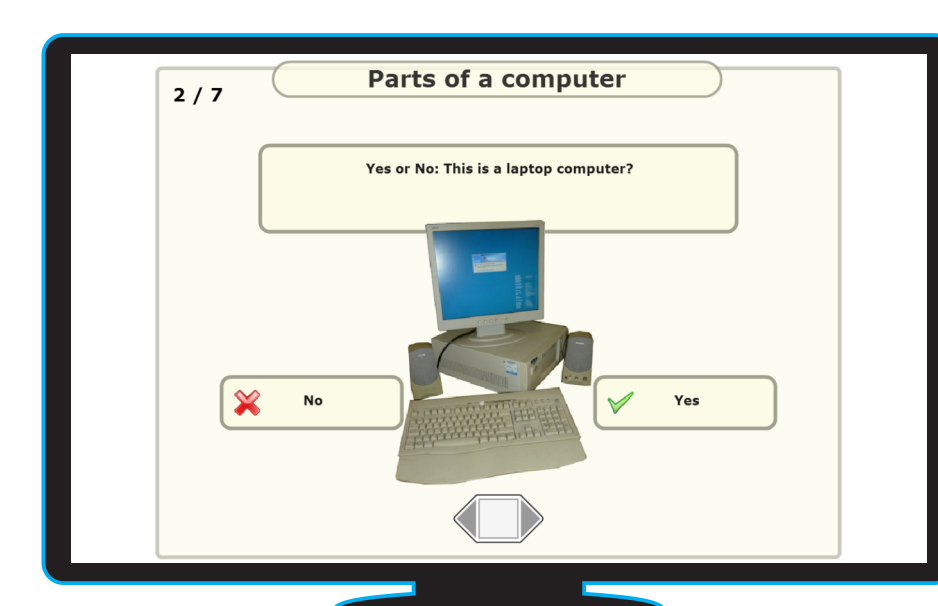 Parts of a computer
2 / 7
Yes or No: This is a laptop computer?
No
Yes